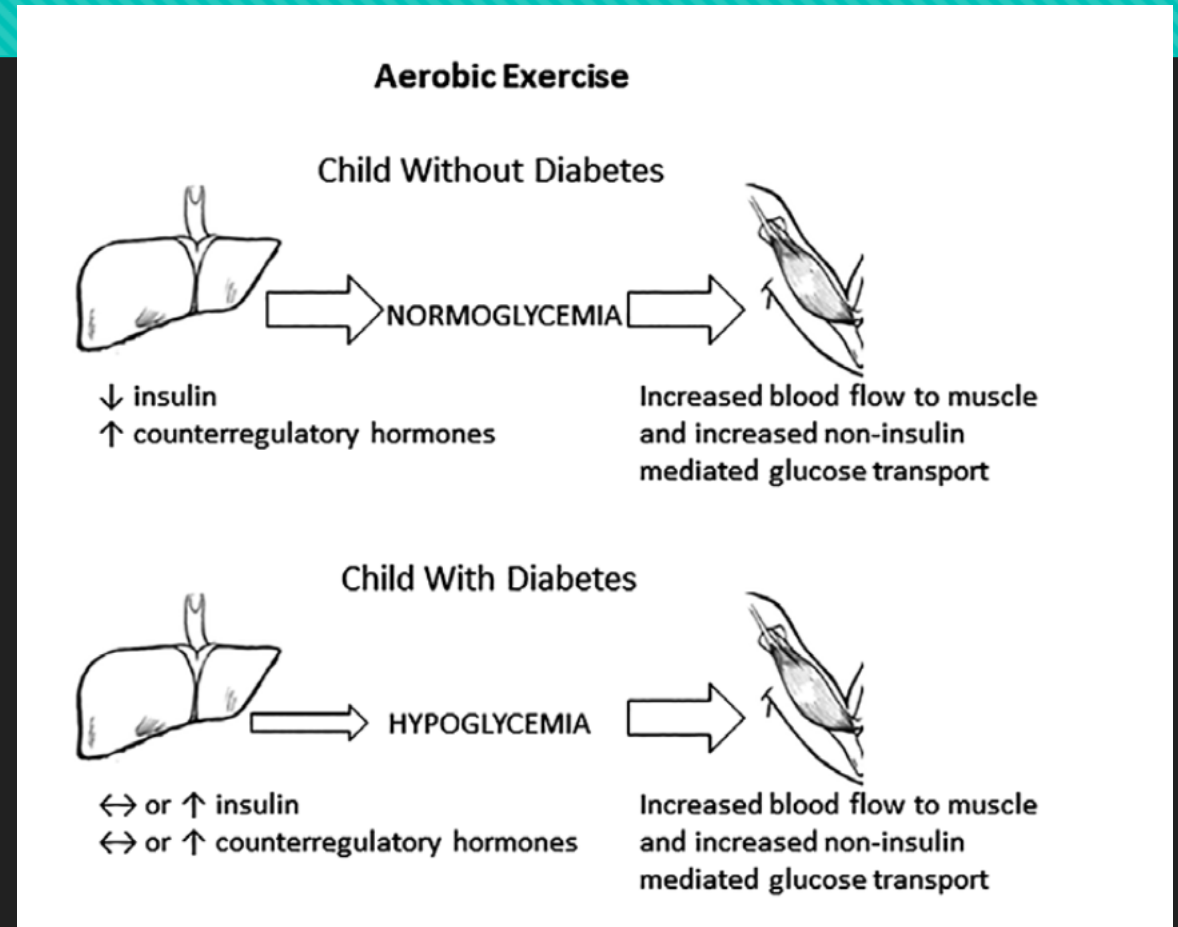 Aerobic Exercise
Child Without Diabetes
NORMOGLYCEMIA
↓ insulin
↑ counterregulatory hormones
Increased blood flow to muscle
and increased non-insulin
mediated glucose transport
Child With Diabetes
HYPOGLYCEMIA
↔ or ↑ insulin
↔ or ↑ counterregulatory hormones
Increased blood flow to muscle
and increased non-insulin
mediated glucose transport